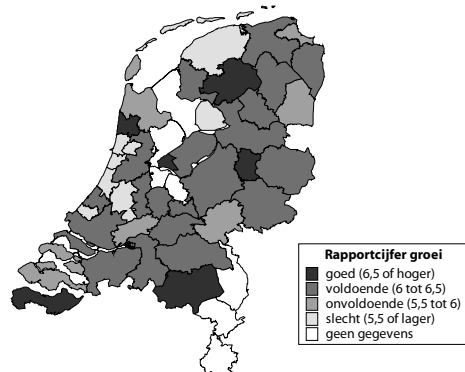 Rapportcijfer groei
goed (6,5 of hoger)
voldoende (6 tot 6,5)
onvoldoende (5,5 tot 6)
slecht (5,5 of lager)
geen gegevens